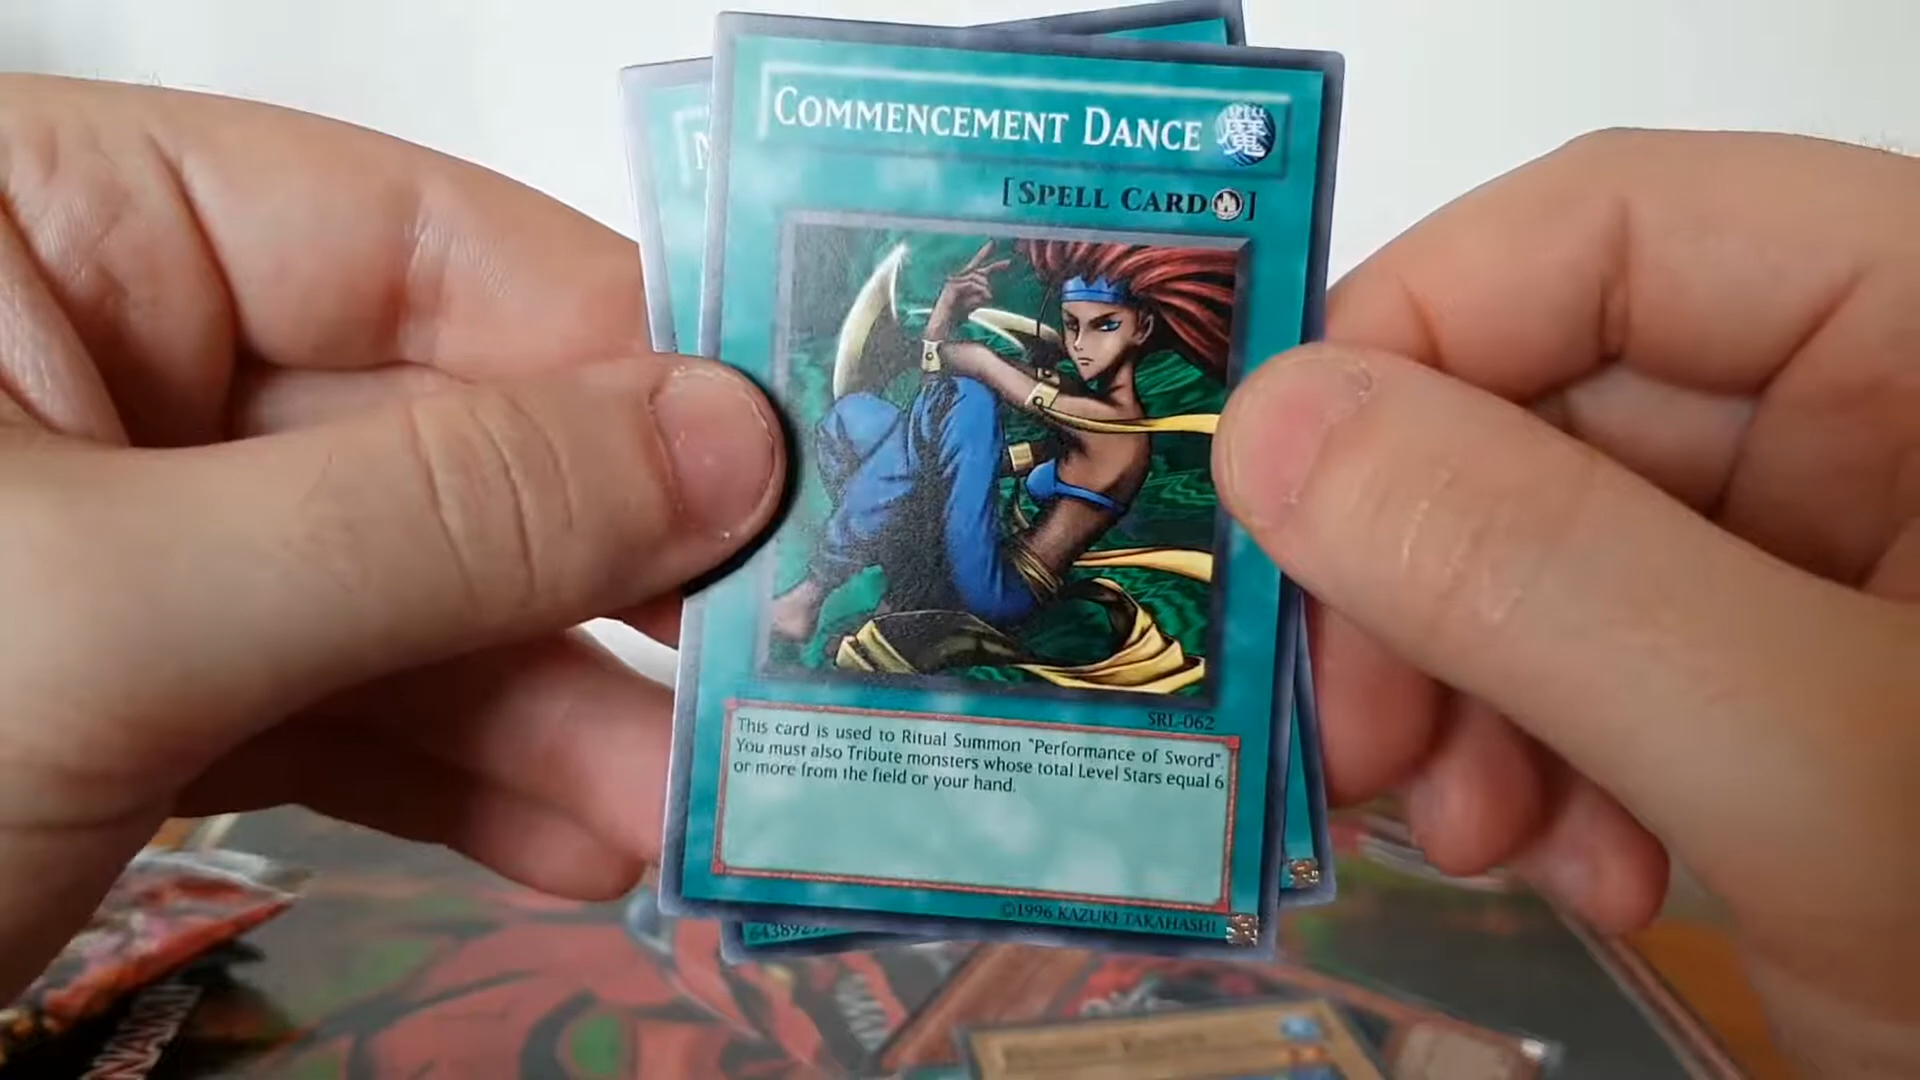 COMMENCEMENT DANCE
SPELL
魔
[SPELL CARD]
SRL-062
This card is used to Ritual Summon "Performance of Sword".
You must also Tribute monsters whose total Level Stars equal 6
or more from the field or your hand.
©1996 KAZUKI TAKAHASHI